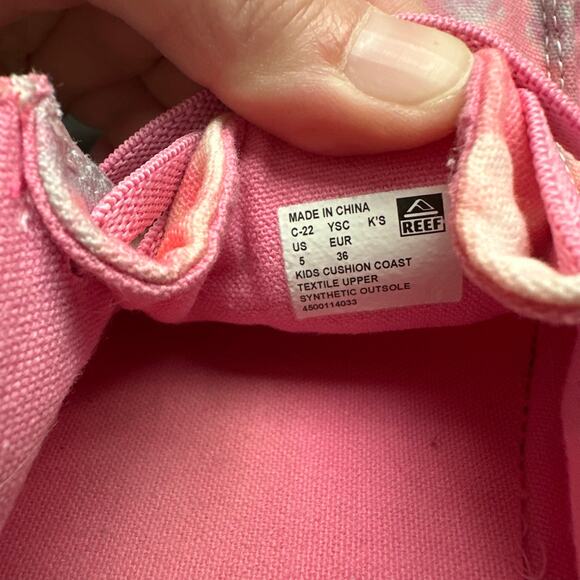 MADE IN CHINA
C-22 YSC K'S
REEF
US EUR
5 36
KIDS CUSHION COAST
TEXTILE UPPER
SYNTHETIC OUTSOLE
4500114033